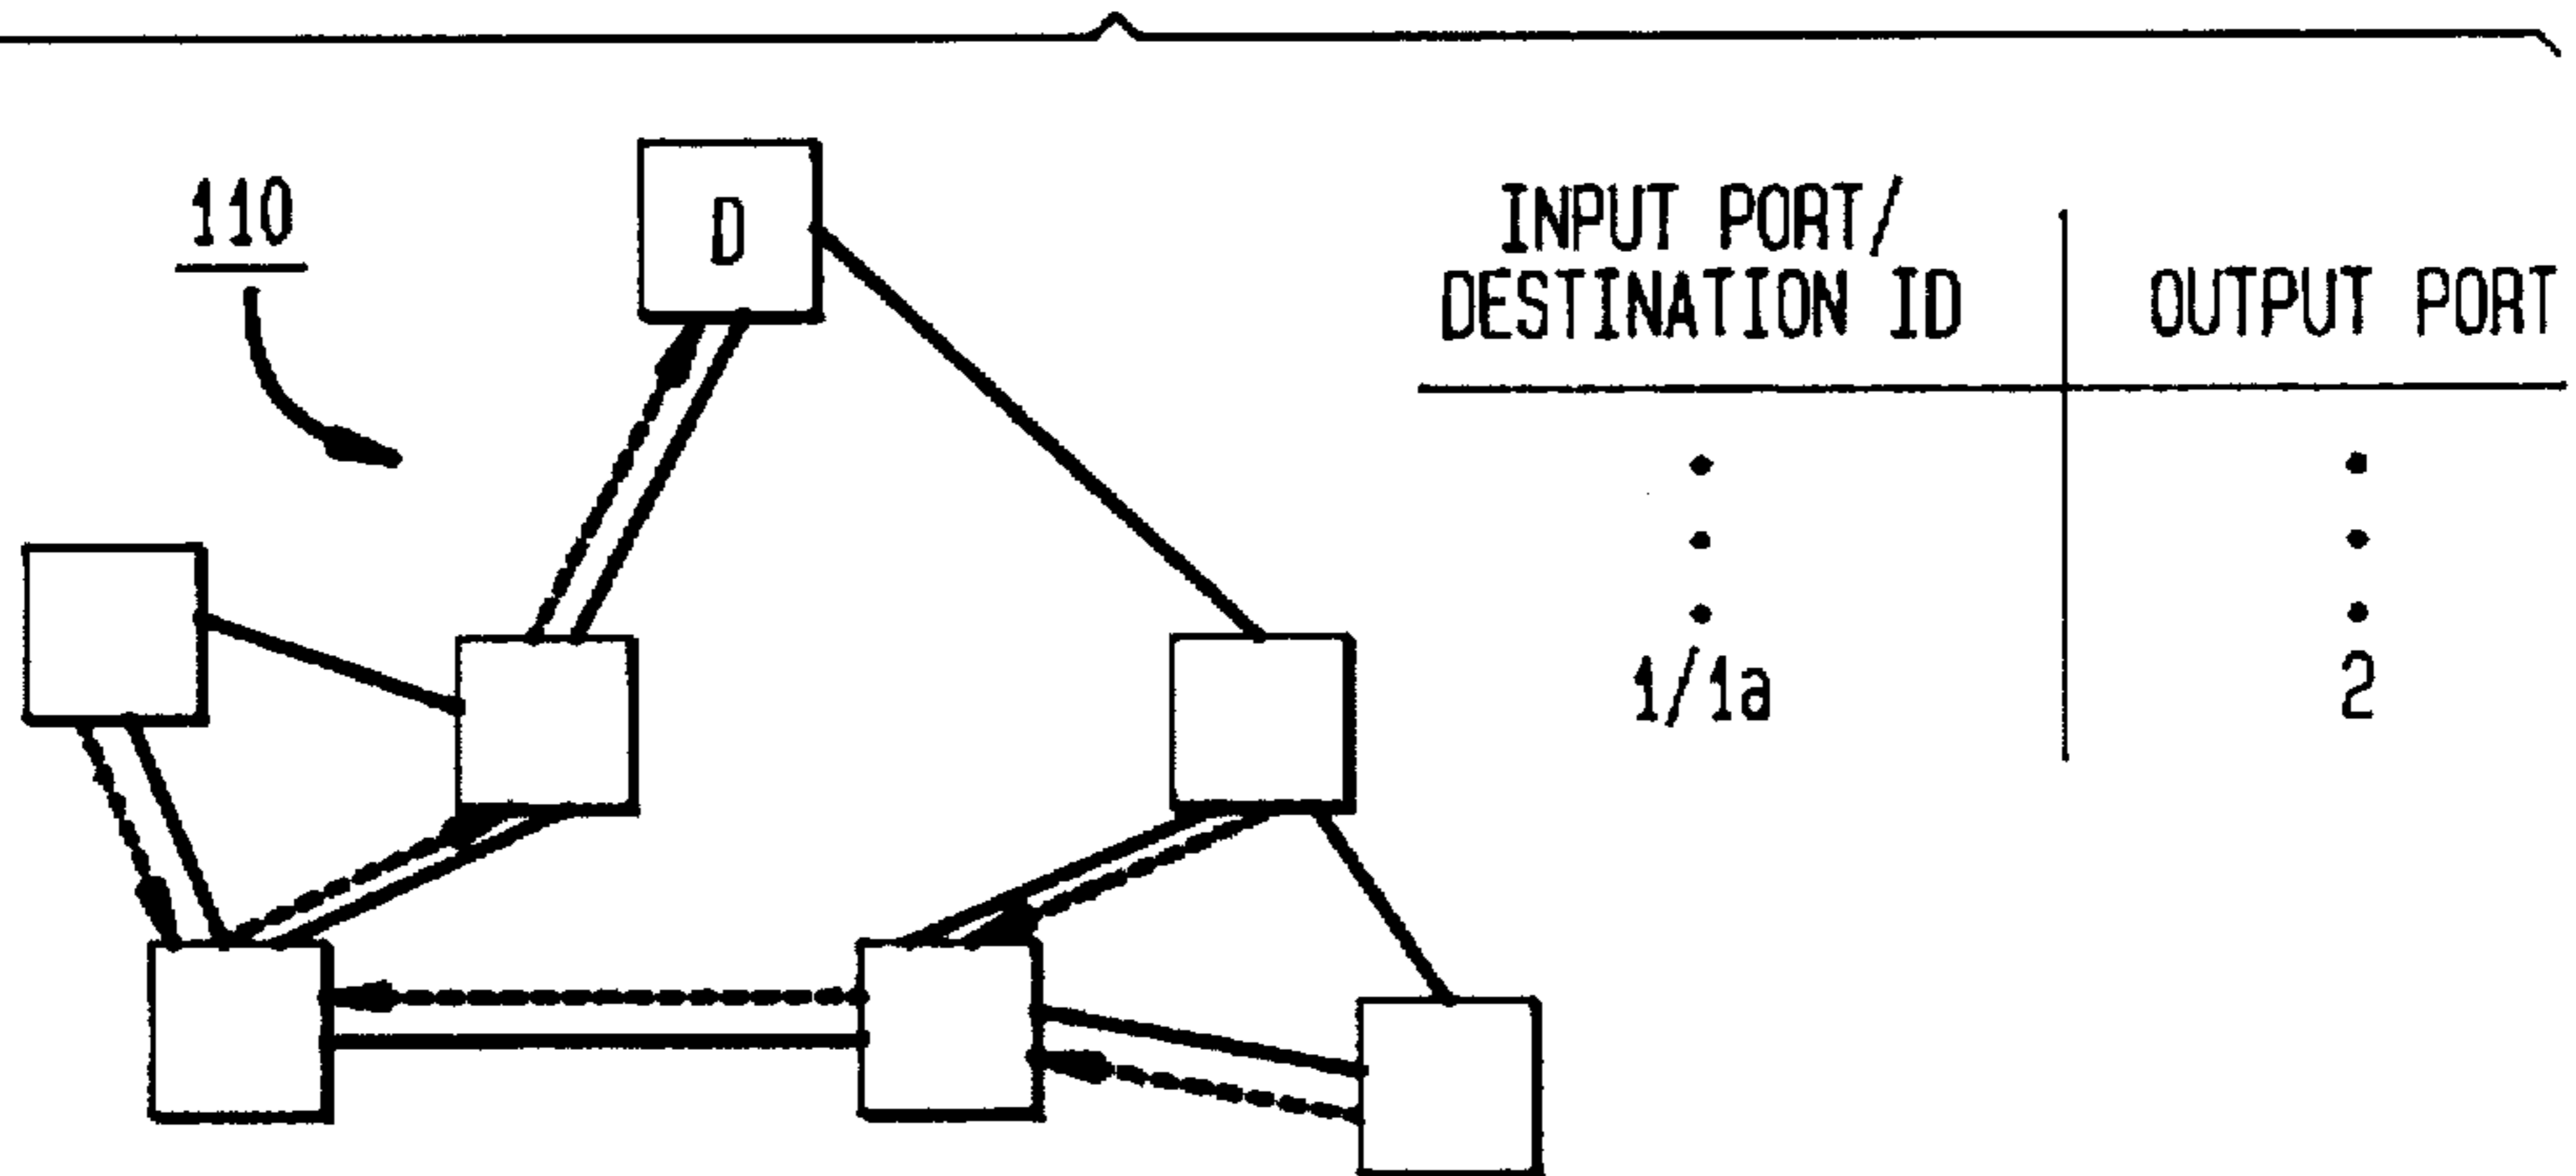 110
D
INPUT PORT/
DESTINATION ID
OUTPUT PORT
1/1a
2